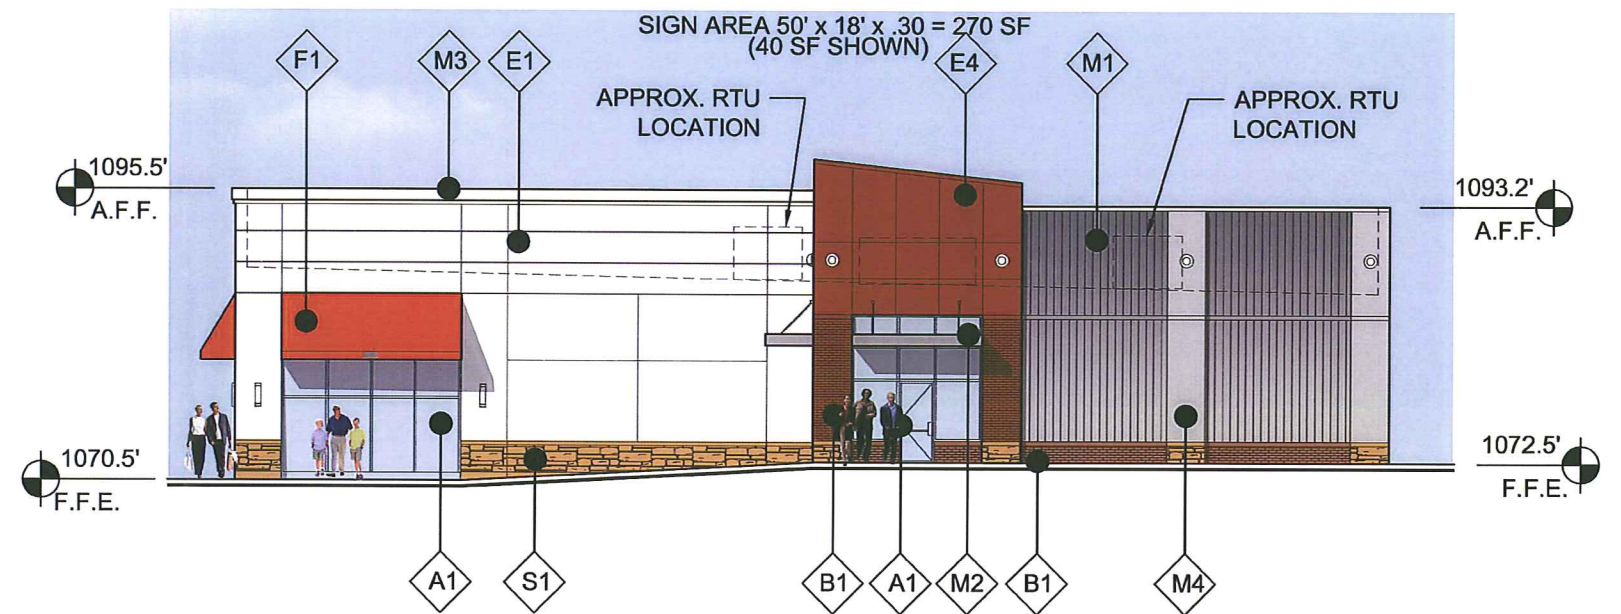 SIGN AREA 50' x 18' x .30 = 270 SF
(40 SF SHOWN)
F1
M3
E1
E4
M1
APPROX. RTU
LOCATION
APPROX. RTU
LOCATION
1095.5'
A.F.F.
1093.2'
A.F.F.
1070.5'
F.F.E.
1072.5'
F.F.E.
A1
S1
B1
A1
M2
B1
M4